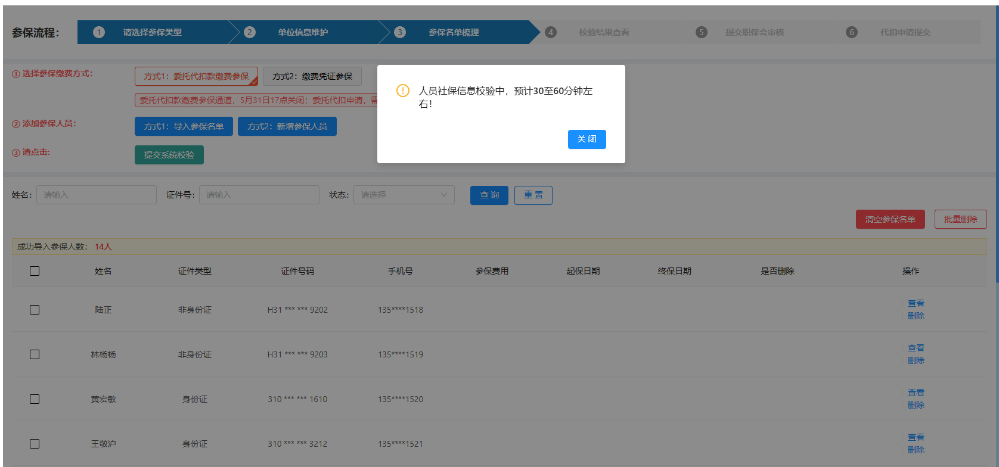 参保流程：
1 请选择参保类型
2 单位信息维护
3 参保名单梳理
4 校验结果查看
5 提交职保会审核
6 代扣申请提交
① 选择参保缴费方式：
方式1：委托代扣款缴费参保
方式2：缴费凭证参保
委托代扣款缴费参保通道，5月31日17点关闭；委托代扣申请，需
② 添加参保人员：
方式1：导入参保名单
方式2：新增参保人员
③ 请点击：
提交系统校验
人员社保信息校验中，预计30至60分钟左
右！
关 闭
姓名： 请输入 证件号： 请输入 状态： 请选择 查 询 重 置
清空参保名单 批量删除
成功导入参保人数： 14人
姓名 证件类型 证件号码 手机号 参保费用 起保日期 终保日期 是否删除 操作
陆正 非身份证 H31 *** *** 9202 135****1518 查看
删除
林杨杨 非身份证 H31 *** *** 9203 135****1519 查看
删除
黄宏敏 身份证 310 *** *** 1610 135****1520 查看
删除
王敬沪 身份证 310 *** *** 3212 135****1521 查看
删除